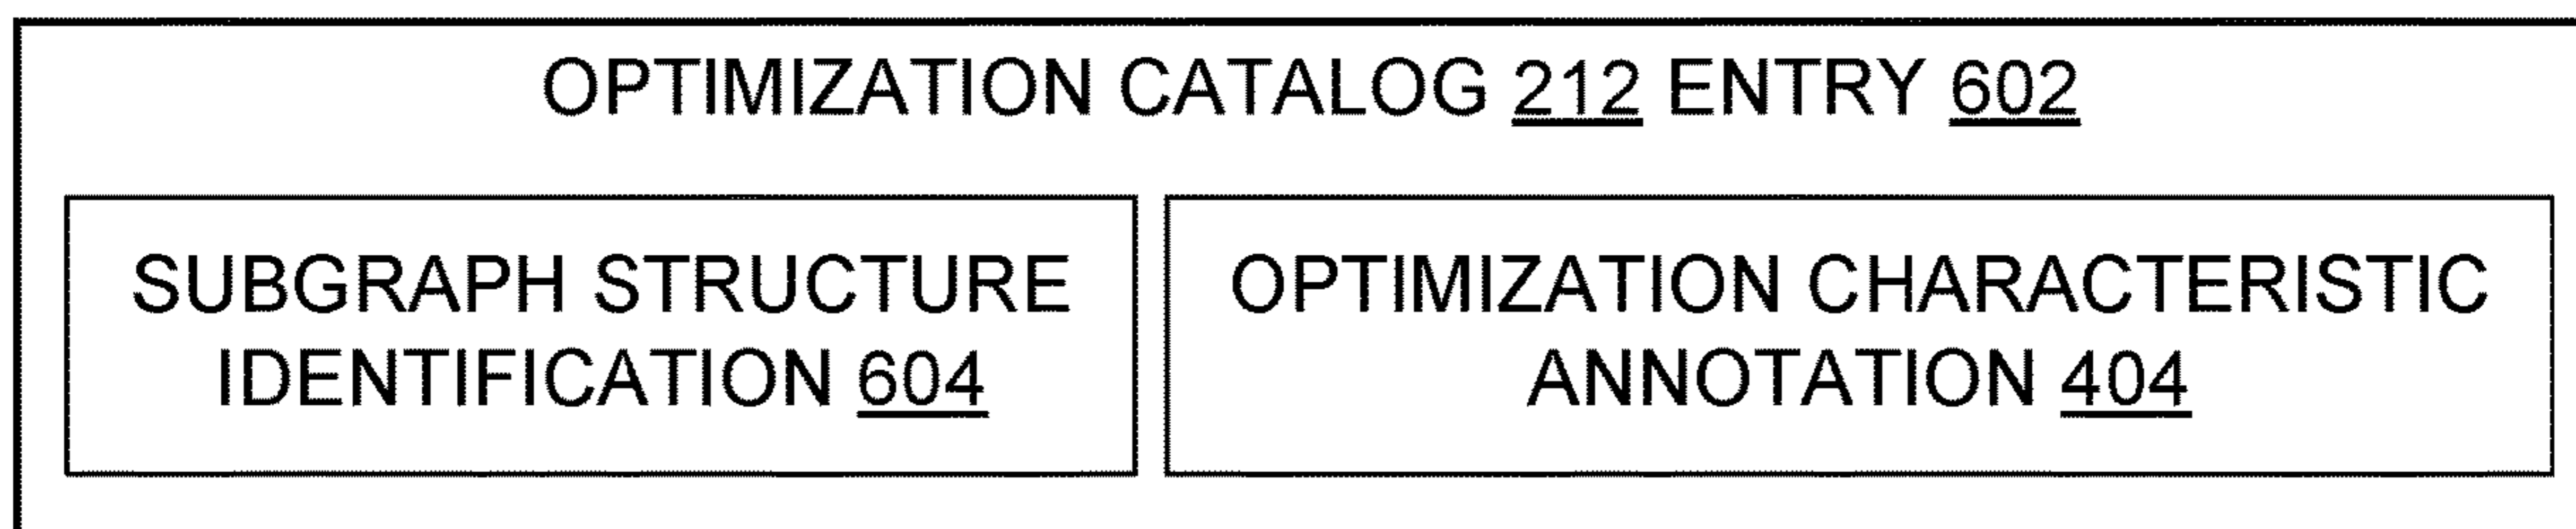 OPTIMIZATION CATALOG 212 ENTRY 602
SUBGRAPH STRUCTURE
IDENTIFICATION 604
OPTIMIZATION CHARACTERISTIC
ANNOTATION 404